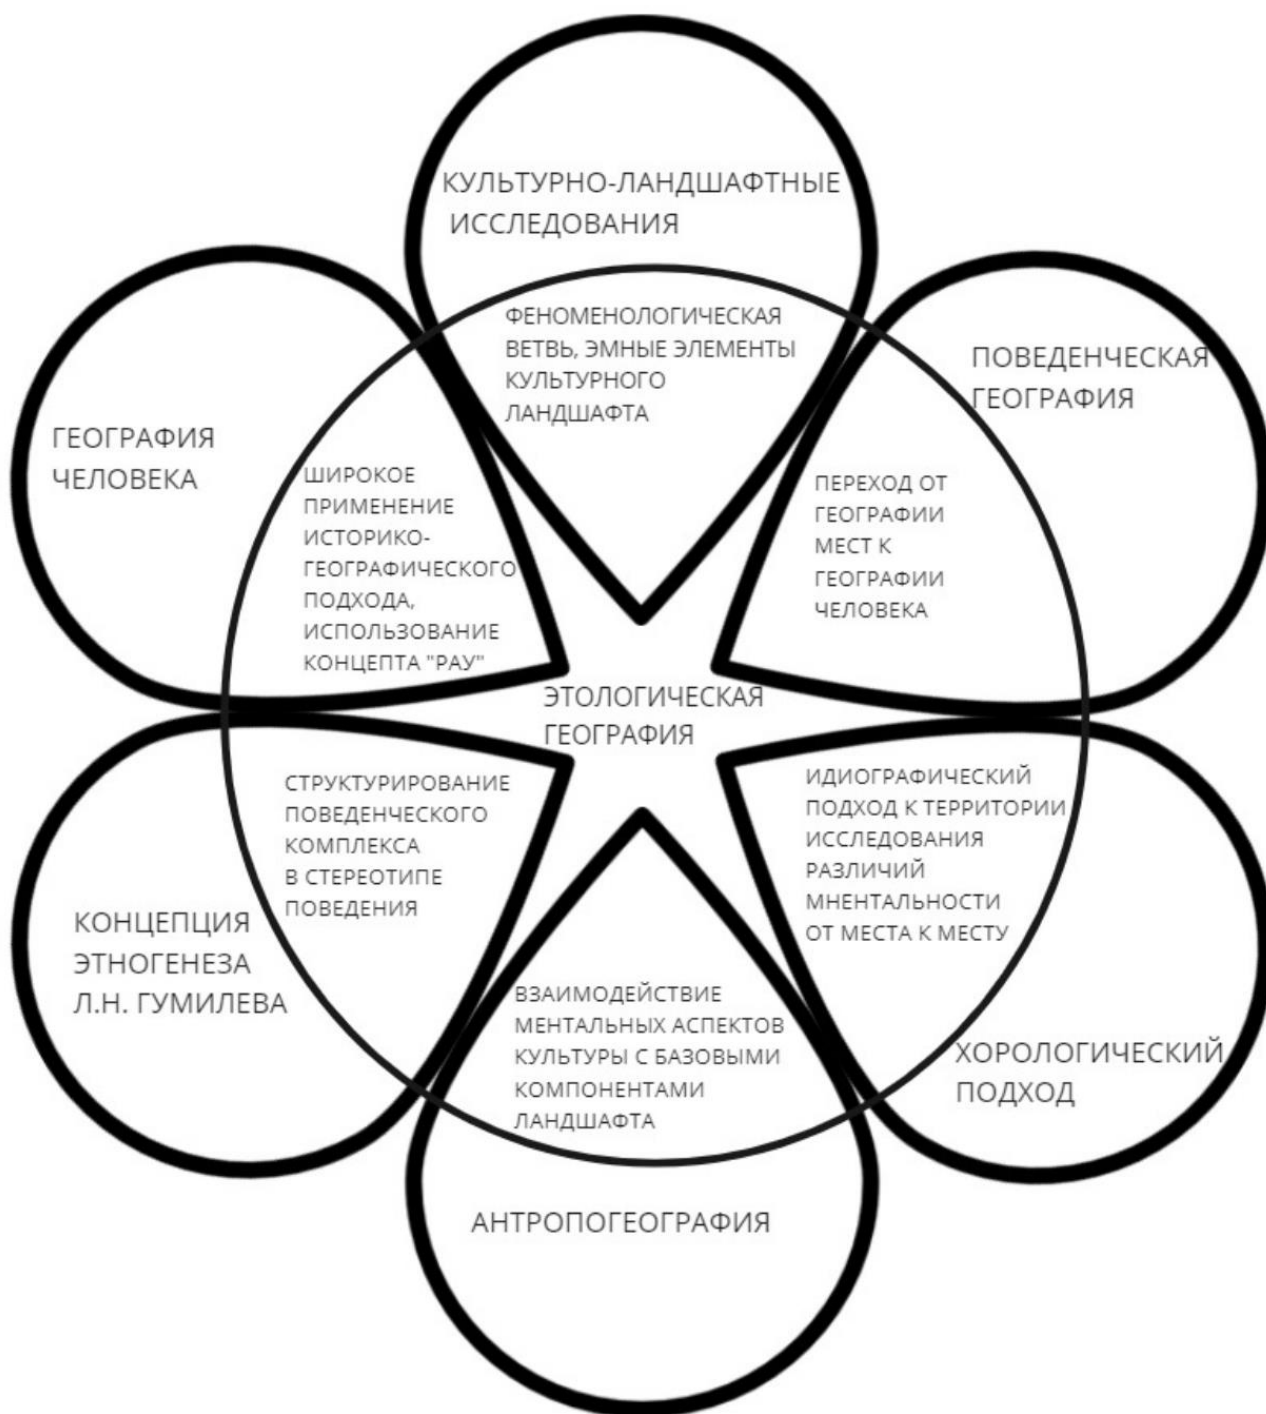 КУЛЬТУРНО-ЛАНДШАФТНЫЕ
ИССЛЕДОВАНИЯ
ФЕНОМЕНОЛОГИЧЕСКАЯ
ВЕТВЬ, ЭМНЫЕ ЭЛЕМЕНТЫ
КУЛЬТУРНОГО
ЛАНДШАФТА
ПОВЕДЕНЧЕСКАЯ
ГЕОГРАФИЯ
ПЕРЕХОД ОТ
ГЕОГРАФИИ
МЕСТ К
ГЕОГРАФИИ
ЧЕЛОВЕКА
ГЕОГРАФИЯ
ЧЕЛОВЕКА
ШИРОКОЕ
ПРИМЕНЕНИЕ
ИСТОРИКО-
ГЕОГРАФИЧЕСКОГО
ПОДХОДА,
ИСПОЛЬЗОВАНИЕ
КОНЦЕПТА "PAY"
ЭТОЛОГИЧЕСКАЯ
ГЕОГРАФИЯ
СТРУКТУРИРОВАНИЕ
ПОВЕДЕНЧЕСКОГО
КОМПЛЕКСА
В СТЕРЕОТИПЕ
ПОВЕДЕНИЯ
КОНЦЕПЦИЯ
ЭТНОГЕНЕЗА
Л.Н. ГУМИЛЕВА
ИДИОГРАФИЧЕСКИЙ
ПОДХОД К ТЕРРИТОРИИ
ИССЛЕДОВАНИЯ
РАЗЛИЧИЙ
МНЕНТАЛЬНОСТИ
ОТ МЕСТА К МЕСТУ
ХОРОЛОГИЧЕСКИЙ
ПОДХОД
ВЗАИМОДЕЙСТВИЕ
МЕНТАЛЬНЫХ АСПЕКТОВ
КУЛЬТУРЫ С БАЗОВЫМИ
КОМПОНЕНТАМИ
ЛАНДШАФТА
АНТРОПОГЕОГРАФИЯ